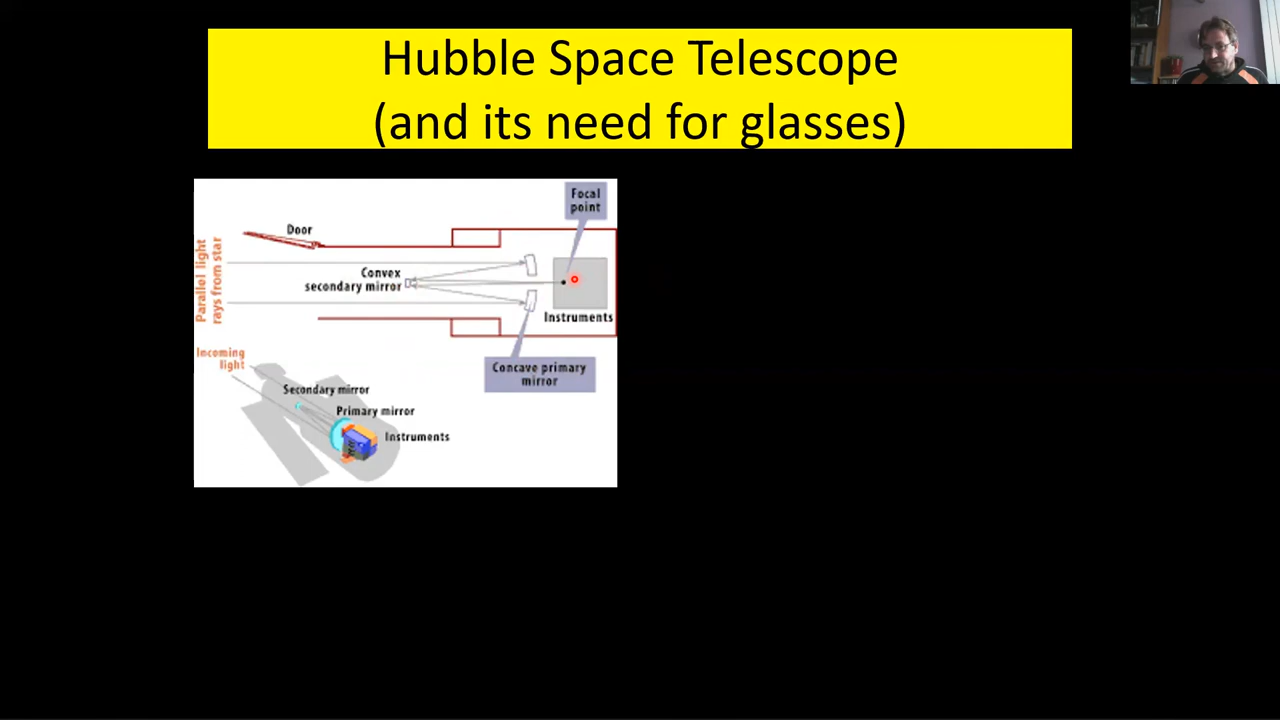 Hubble Space Telescope
(and its need for glasses)
Focal
point
Door
Parallel light
rays from star
Convex
secondary mirror
Instruments
Concave primary
mirror
Incoming
light
Secondary mirror
Primary mirror
Instruments